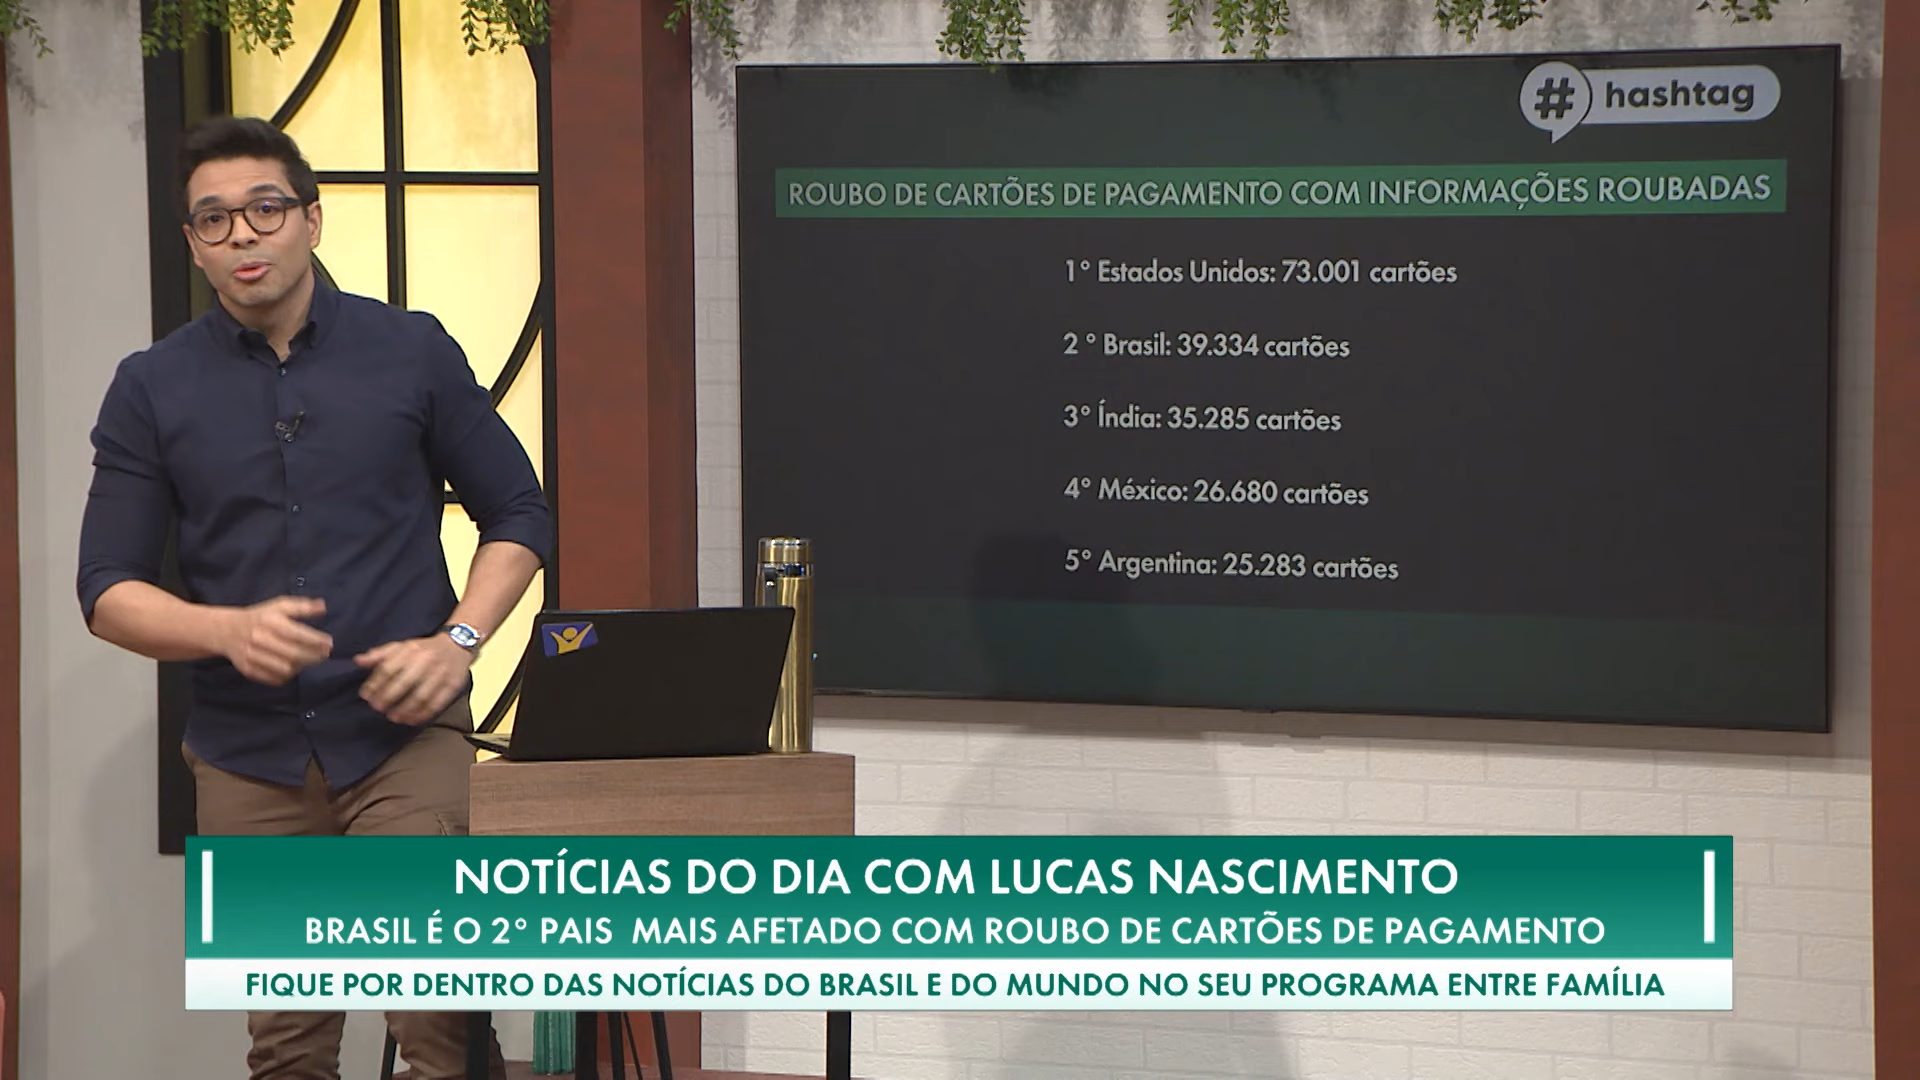 # hashtag
ROUBO DE CARTÕES DE PAGAMENTO COM INFORMAÇÕES ROUBADAS
1° Estados Unidos: 73.001 cartões
2 ° Brasil: 39.334 cartões
3° Índia: 35.285 cartões
4° México: 26.680 cartões
5° Argentina: 25.283 cartões
NOTÍCIAS DO DIA COM LUCAS NASCIMENTO
BRASIL É O 2° PAIS  MAIS AFETADO COM ROUBO DE CARTÕES DE PAGAMENTO
FIQUE POR DENTRO DAS NOTÍCIAS DO BRASIL E DO MUNDO NO SEU PROGRAMA ENTRE FAMÍLIA